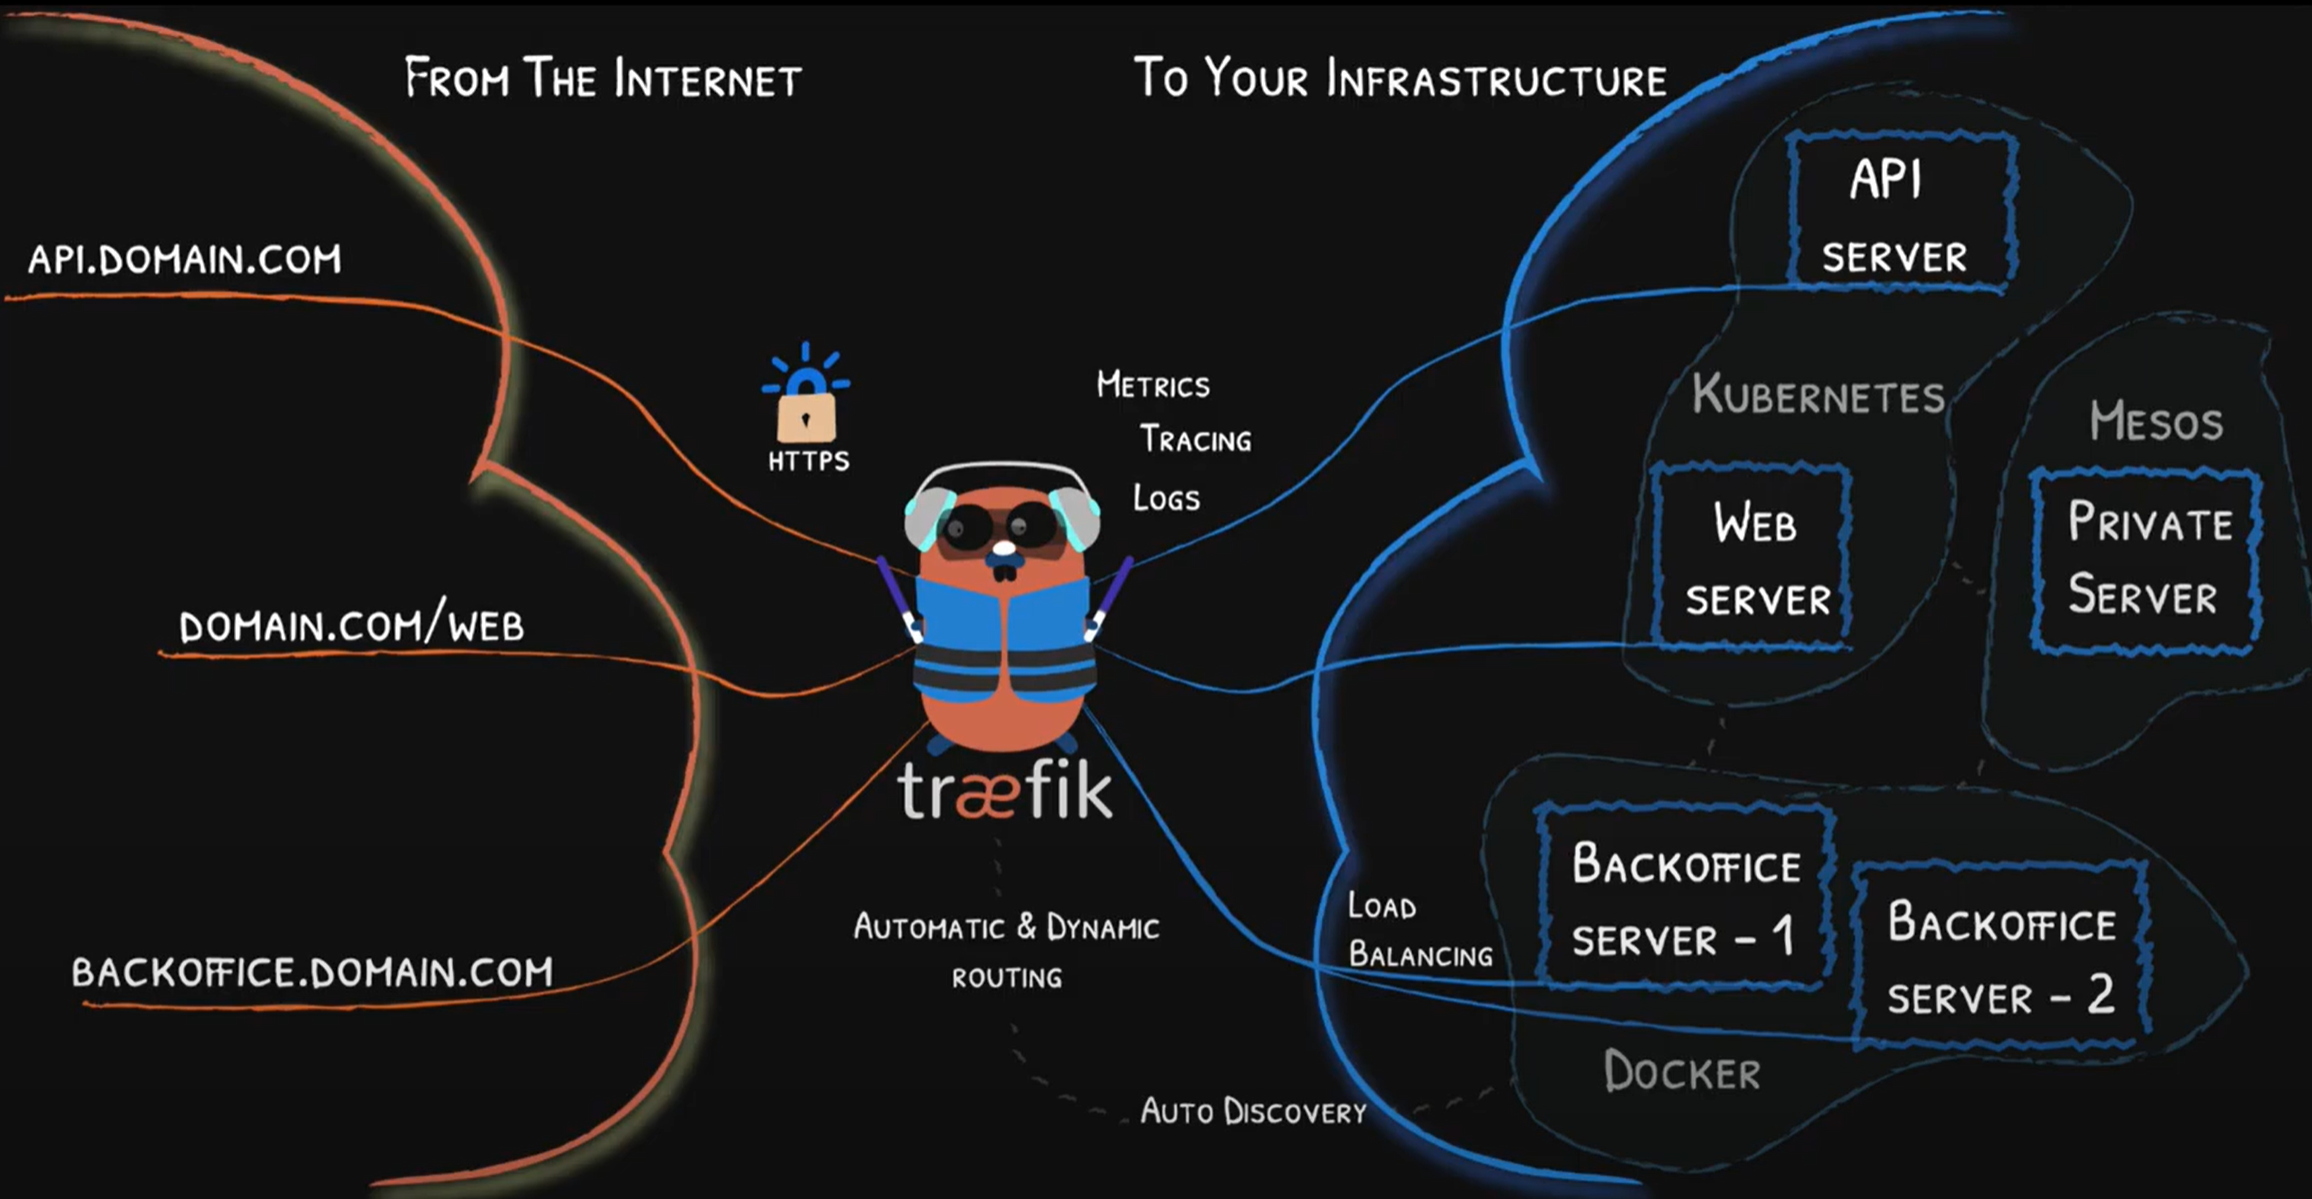 FROM THE INTERNET
TO YOUR INFRASTRUCTURE
API.DOMAIN.COM
DOMAIN.COM/WEB
BACKOFFICE.DOMAIN.COM
HTTPS
METRICS
TRACING
LOGS
træfik
AUTOMATIC & DYNAMIC
ROUTING
AUTO DISCOVERY
LOAD
BALANCING
API
SERVER
KUBERNETES
WEB
SERVER
MESOS
PRIVATE
SERVER
BACKOFFICE
SERVER - 1
BACKOFFICE
SERVER - 2
DOCKER